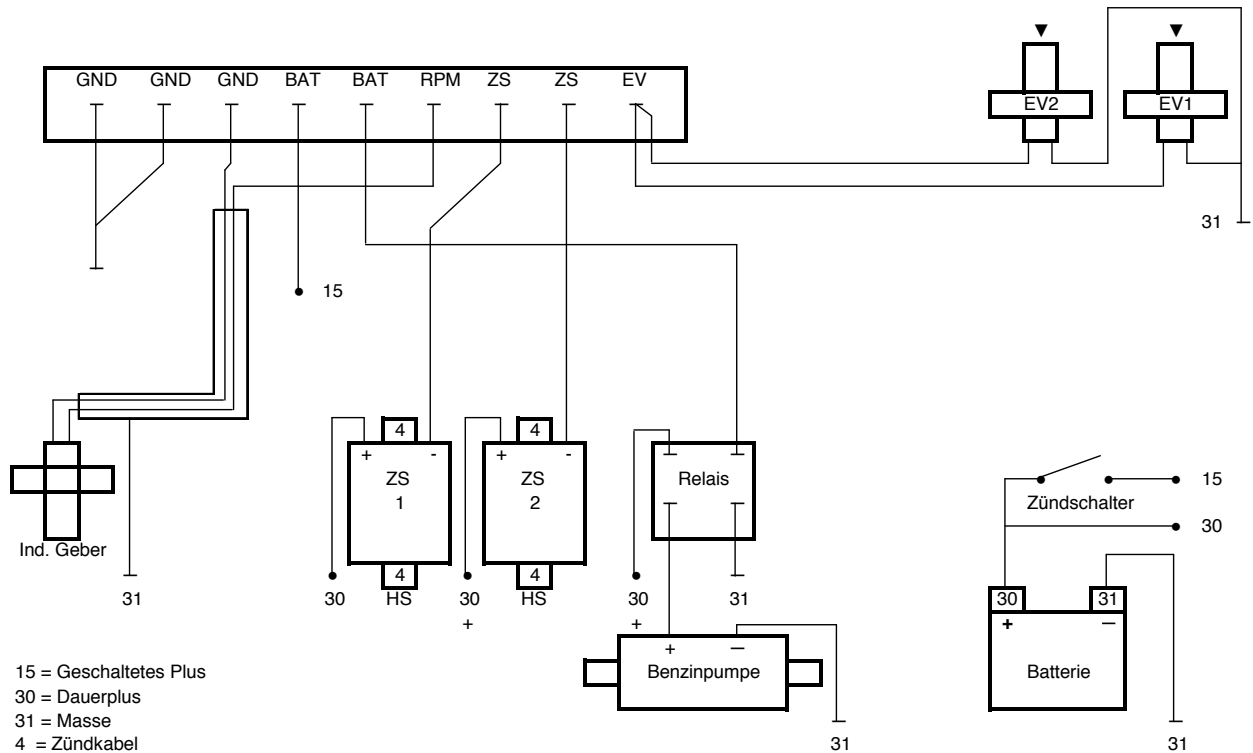 ▼ ▼
GND GND GND BAT BAT RPM ZS ZS EV
EV2 EV1
31
15
4 4
+ - + -
ZS ZS Relais
1 2
15
Zündschalter
30
Ind. Geber
4 4
31 30 HS 30 HS 30 31 30 31
+ + + –
+ –
Benzinpumpe Batterie
15 = Geschaltetes Plus
30 = Dauerplus
31 = Masse
4 = Zündkabel
31 31